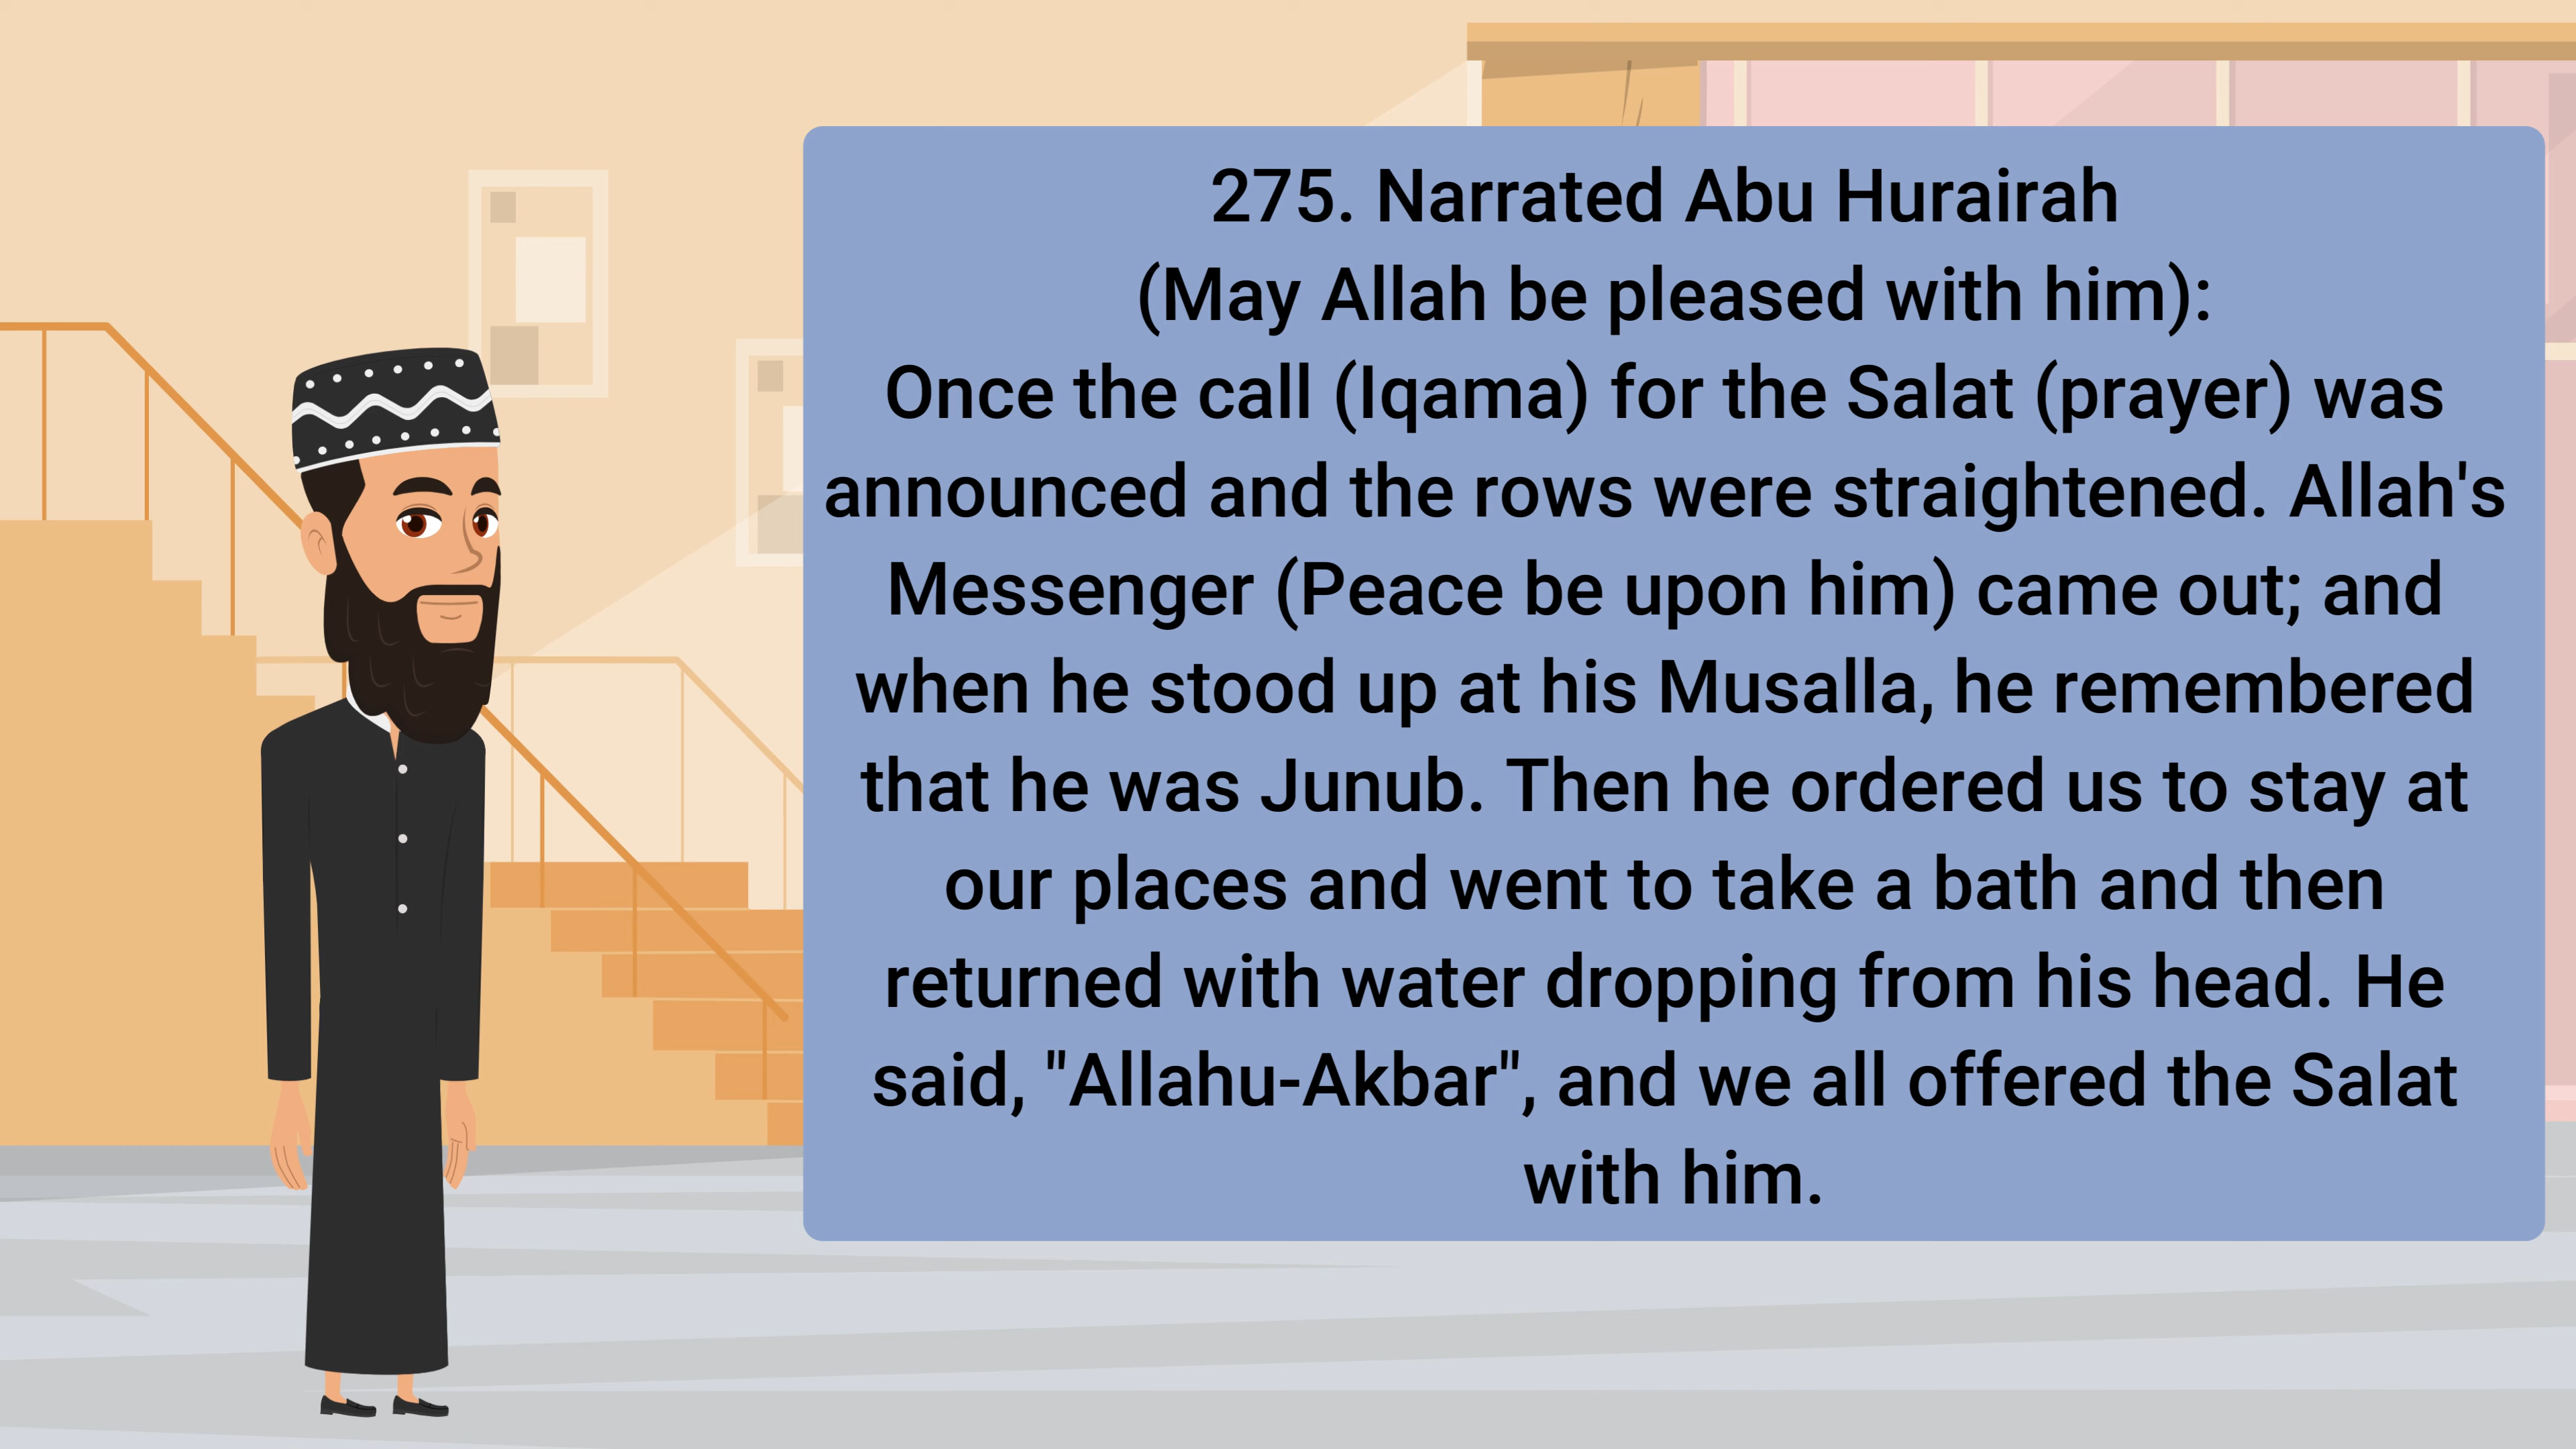 275. Narrated Abu Hurairah
(May Allah be pleased with him):
Once the call (Iqama) for the Salat (prayer) was
announced and the rows were straightened. Allah's
Messenger (Peace be upon him) came out; and
when he stood up at his Musalla, he remembered
that he was Junub. Then he ordered us to stay at
our places and went to take a bath and then
returned with water dropping from his head. He
said, "Allahu-Akbar", and we all offered the Salat
with him.